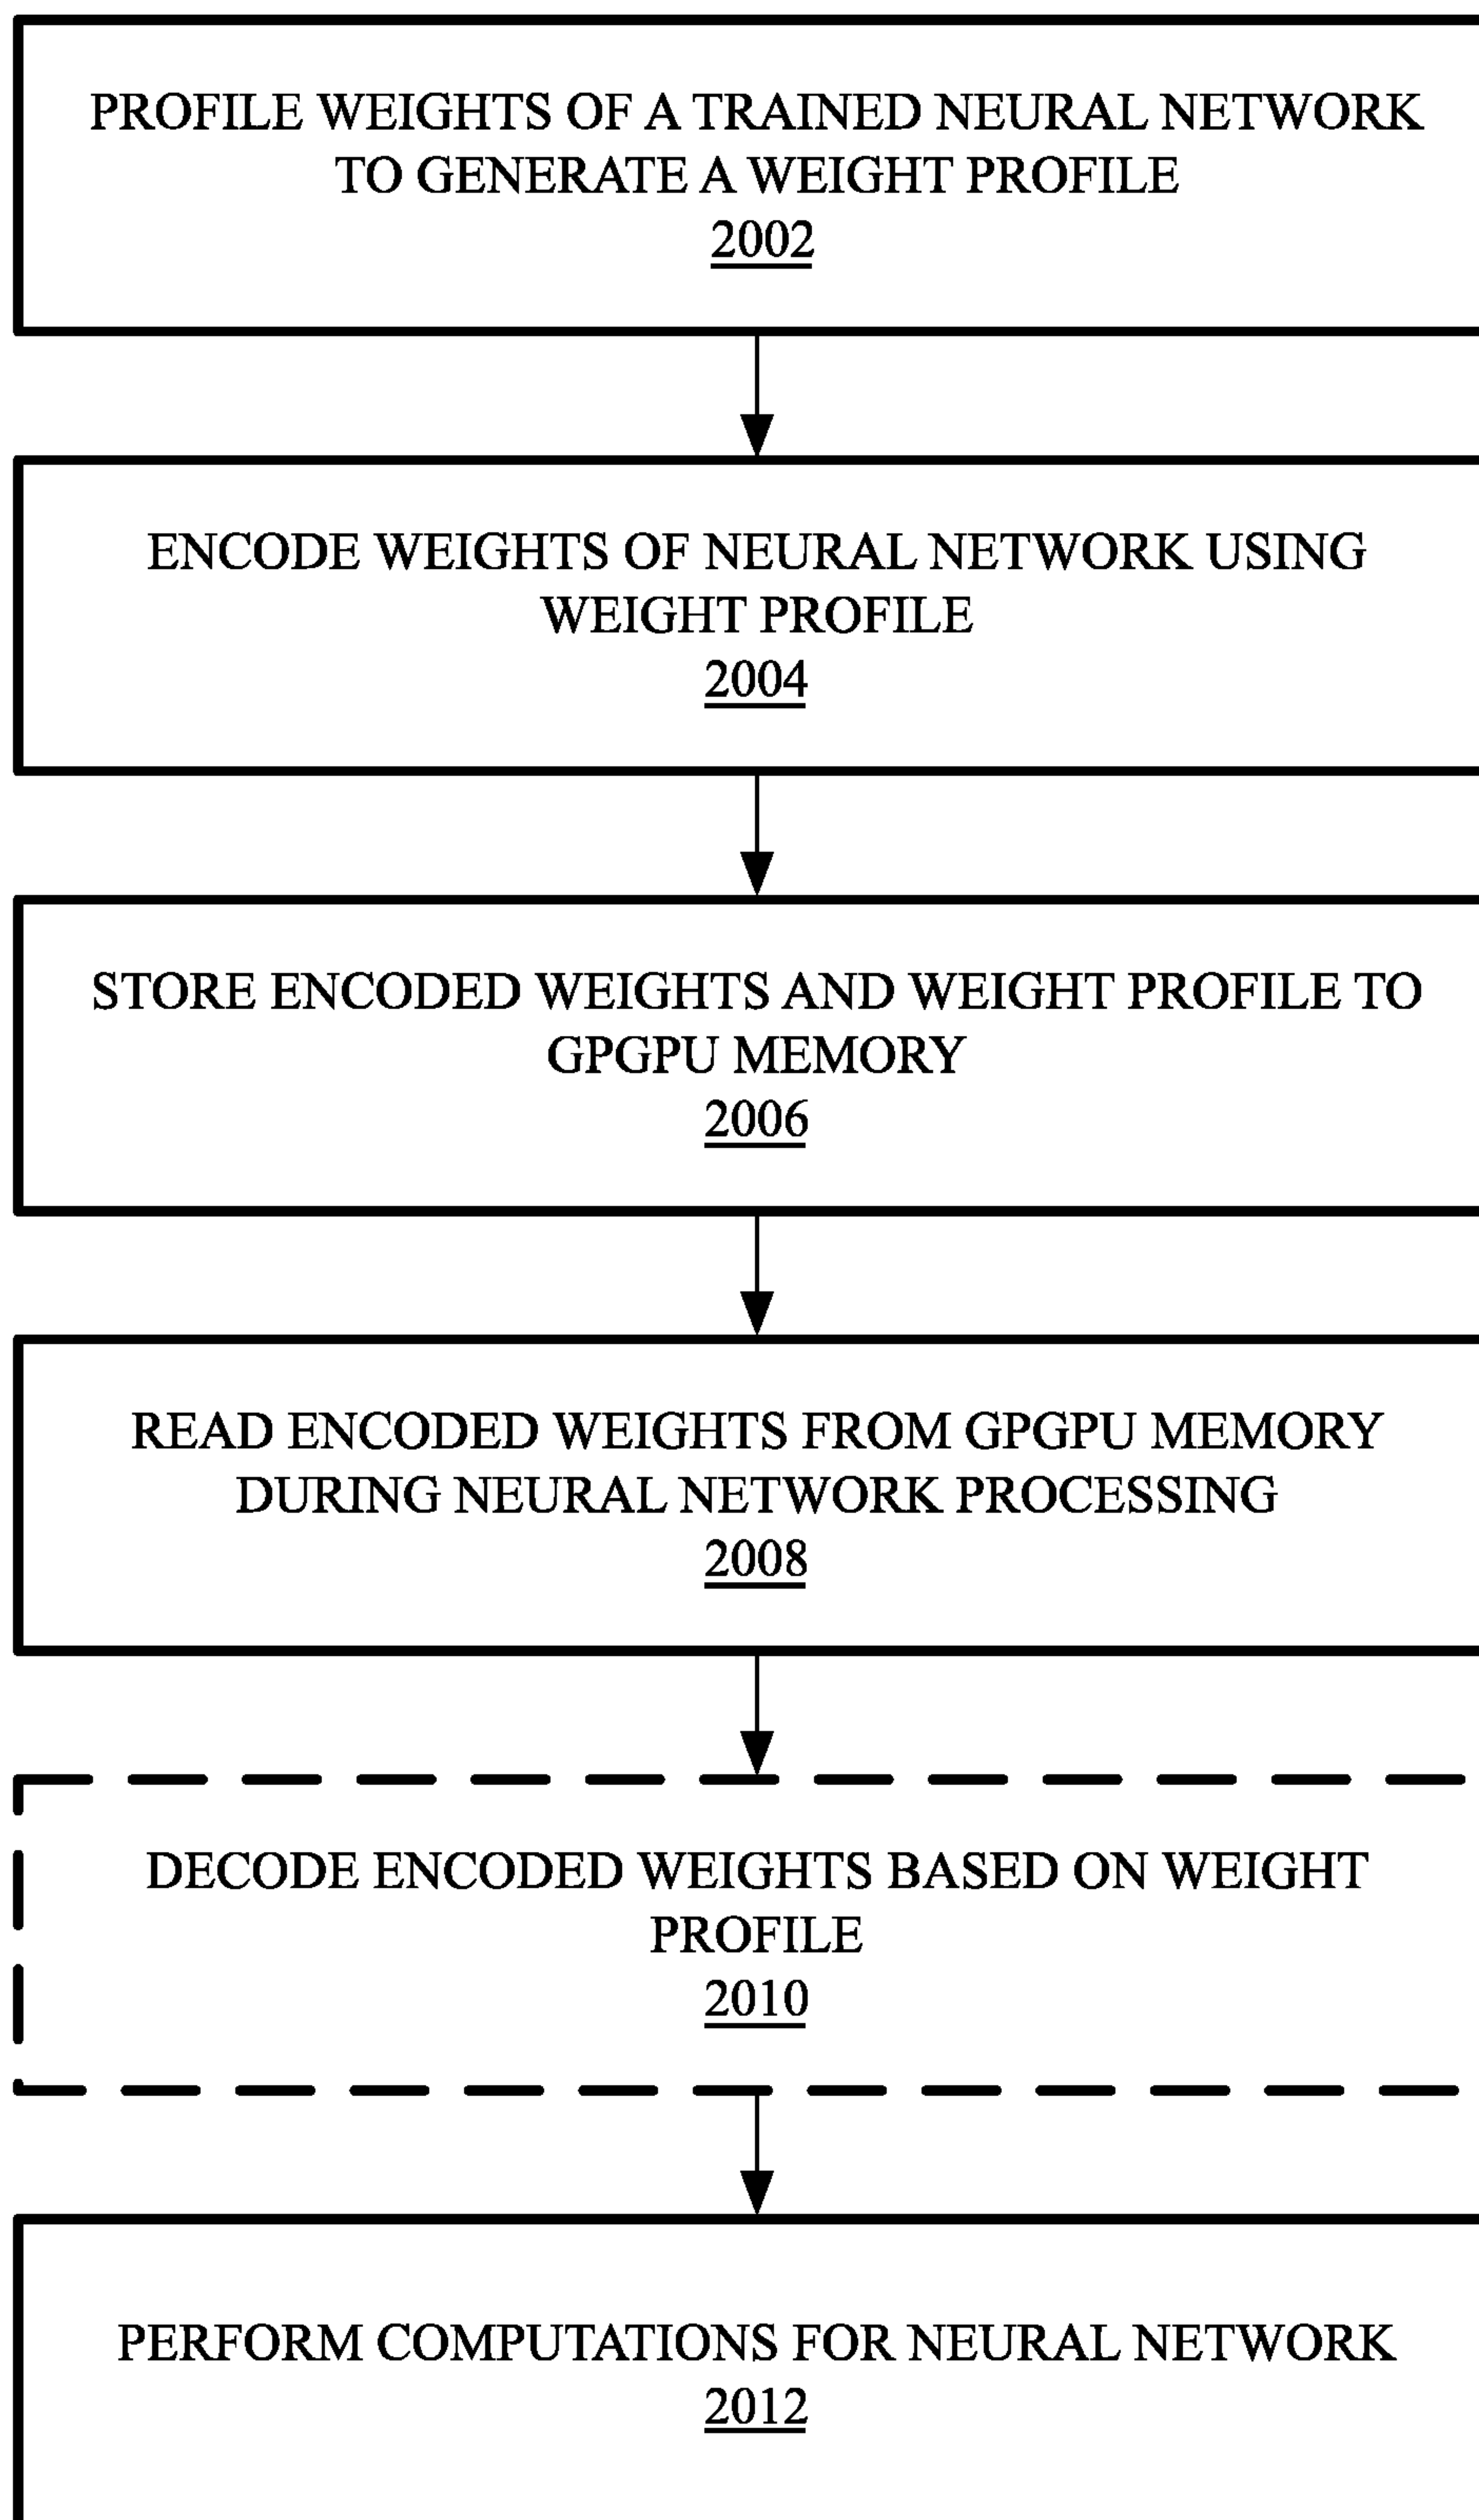 PROFILE WEIGHTS OF A TRAINED NEURAL NETWORK
TO GENERATE A WEIGHT PROFILE
2002
ENCODE WEIGHTS OF NEURAL NETWORK USING
WEIGHT PROFILE
2004
STORE ENCODED WEIGHTS AND WEIGHT PROFILE TO
GPGPU MEMORY
2006
READ ENCODED WEIGHTS FROM GPGPU MEMORY
DURING NEURAL NETWORK PROCESSING
2008
DECODE ENCODED WEIGHTS BASED ON WEIGHT
PROFILE
2010
PERFORM COMPUTATIONS FOR NEURAL NETWORK
2012